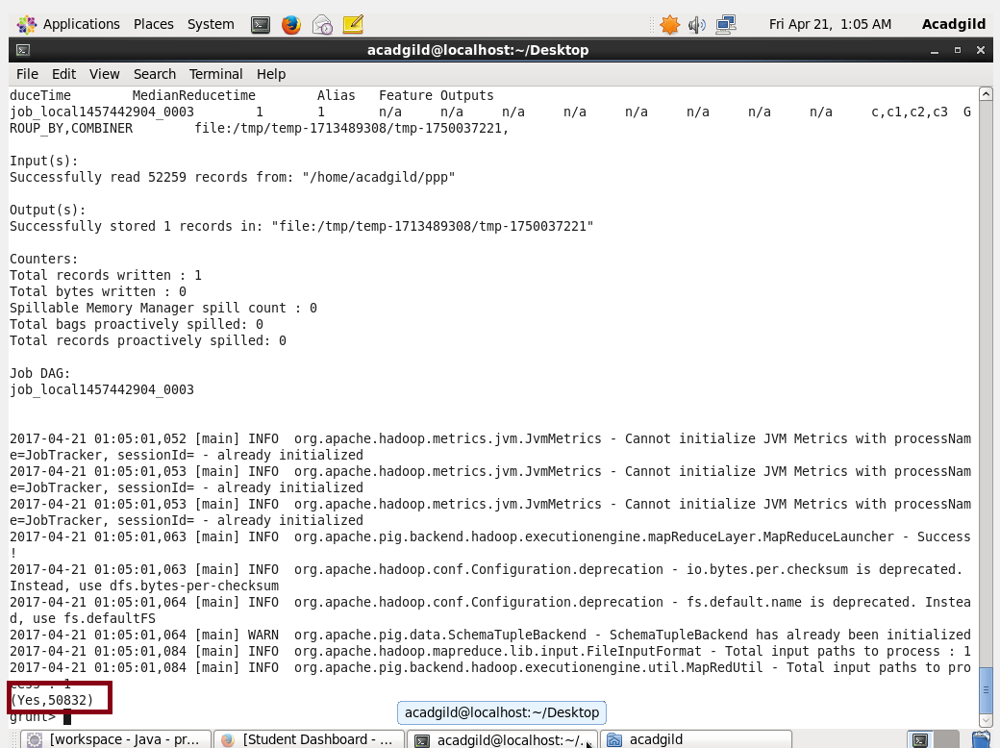 Applications Places System Fri Apr 21, 1:05 AM Acadgild
acadgild@localhost:~/Desktop
File Edit View Search Terminal Help
duceTime MedianReducetime Alias Feature Outputs
job_local1457442904_0003 1 1 n/a n/a n/a n/a n/a n/a n/a n/a c,c1,c2,c3 G
ROUP_BY,COMBINER file:/tmp/temp-1713489308/tmp-1750037221,
Input(s):
Successfully read 52259 records from: "/home/acadgild/ppp"
Output(s):
Successfully stored 1 records in: "file:/tmp/temp-1713489308/tmp-1750037221"
Counters:
Total records written : 1
Total bytes written : 0
Spillable Memory Manager spill count : 0
Total bags proactively spilled: 0
Total records proactively spilled: 0
Job DAG:
job_local1457442904_0003
2017-04-21 01:05:01,052 [main] INFO org.apache.hadoop.metrics.jvm.JvmMetrics - Cannot initialize JVM Metrics with processNam
e=JobTracker, sessionId= - already initialized
2017-04-21 01:05:01,053 [main] INFO org.apache.hadoop.metrics.jvm.JvmMetrics - Cannot initialize JVM Metrics with processNam
e=JobTracker, sessionId= - already initialized
2017-04-21 01:05:01,053 [main] INFO org.apache.hadoop.metrics.jvm.JvmMetrics - Cannot initialize JVM Metrics with processNam
e=JobTracker, sessionId= - already initialized
2017-04-21 01:05:01,063 [main] INFO org.apache.pig.backend.hadoop.executionengine.mapReduceLayer.MapReduceLauncher - Success
!
2017-04-21 01:05:01,063 [main] INFO org.apache.hadoop.conf.Configuration.deprecation - io.bytes.per.checksum is deprecated.
Instead, use dfs.bytes-per-checksum
2017-04-21 01:05:01,064 [main] INFO org.apache.hadoop.conf.Configuration.deprecation - fs.default.name is deprecated. Instea
d, use fs.defaultFS
2017-04-21 01:05:01,064 [main] WARN org.apache.pig.data.SchemaTupleBackend - SchemaTupleBackend has already been initialized
2017-04-21 01:05:01,084 [main] INFO org.apache.hadoop.mapreduce.lib.input.FileInputFormat - Total input paths to process : 1
2017-04-21 01:05:01,084 [main] INFO org.apache.pig.backend.hadoop.executionengine.util.MapRedUtil - Total input paths to pro
cess : 1
(Yes,50832)
grunt>
acadgild@localhost:~/Desktop
[workspace - Java - pr... [Student Dashboard - ... acadgild@localhost:~/. acadgild